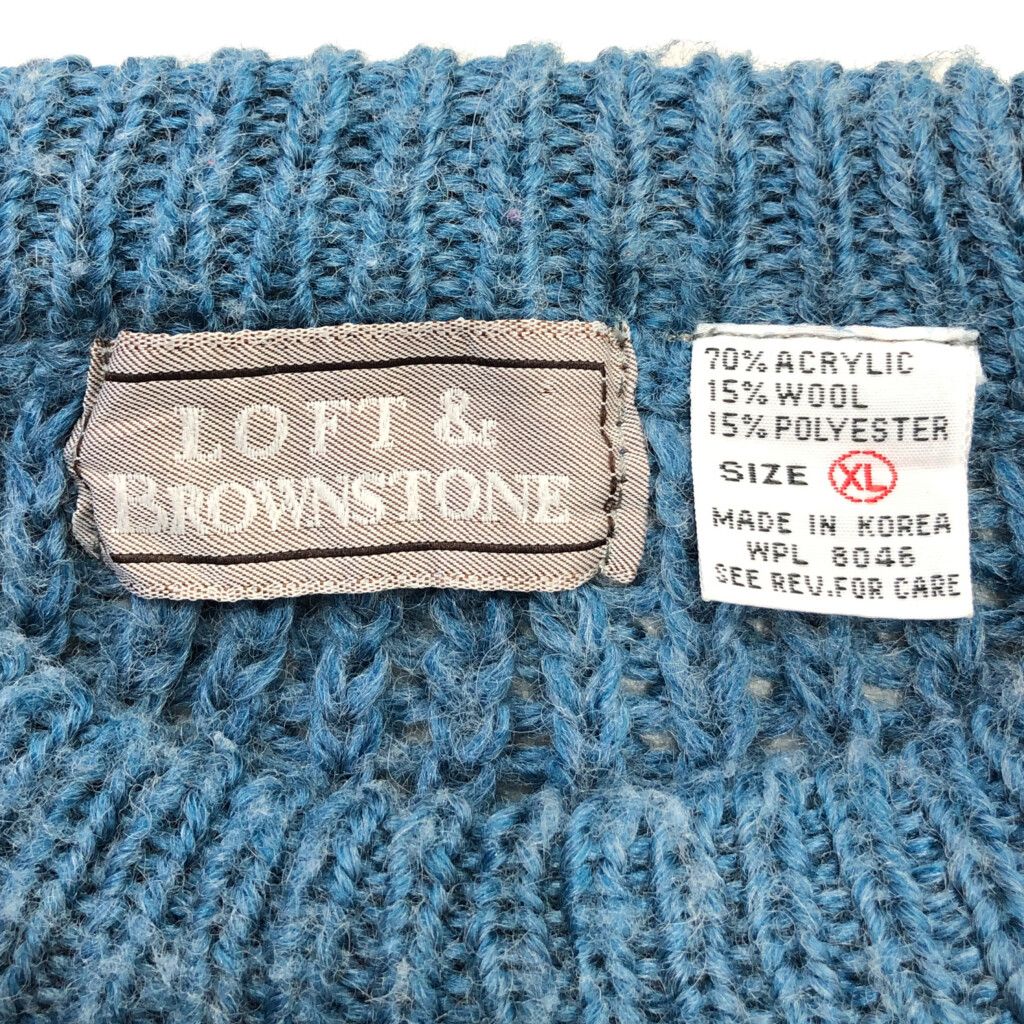 LOFT &
BROWNSTONE
70% ACRYLIC
15% WOOL
15% POLYESTER
SIZE XL
MADE IN KOREA
WPL 8046
SEE REV.FOR CARE